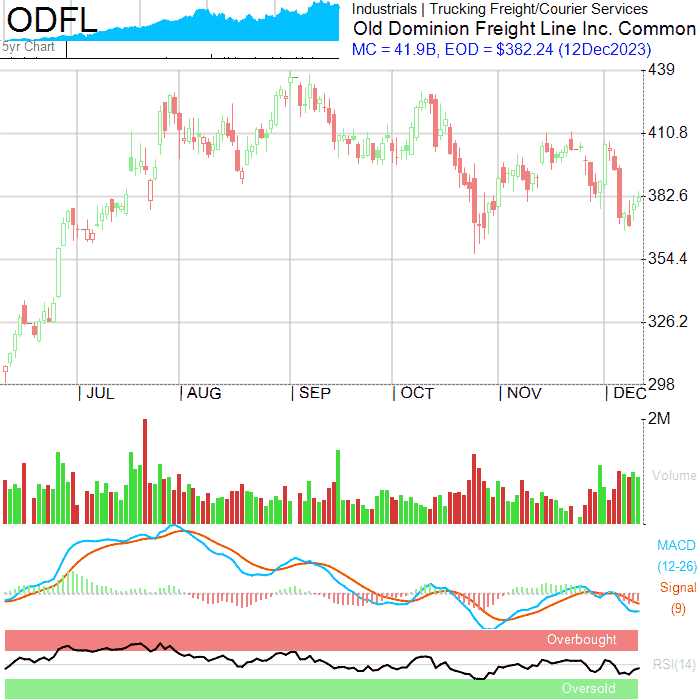 ODFL
5yr Chart
Industrials | Trucking Freight/Courier Services
Old Dominion Freight Line Inc. Common
MC = 41.9B, EOD = $382.24 (12Dec2023)
439
410.8
382.6
354.4
326.2
298
JUL
AUG
SEP
OCT
NOV
DEC
2M
Volume
MACD
(12-26)
Signal
(9)
Overbought
RSI(14)
Oversold